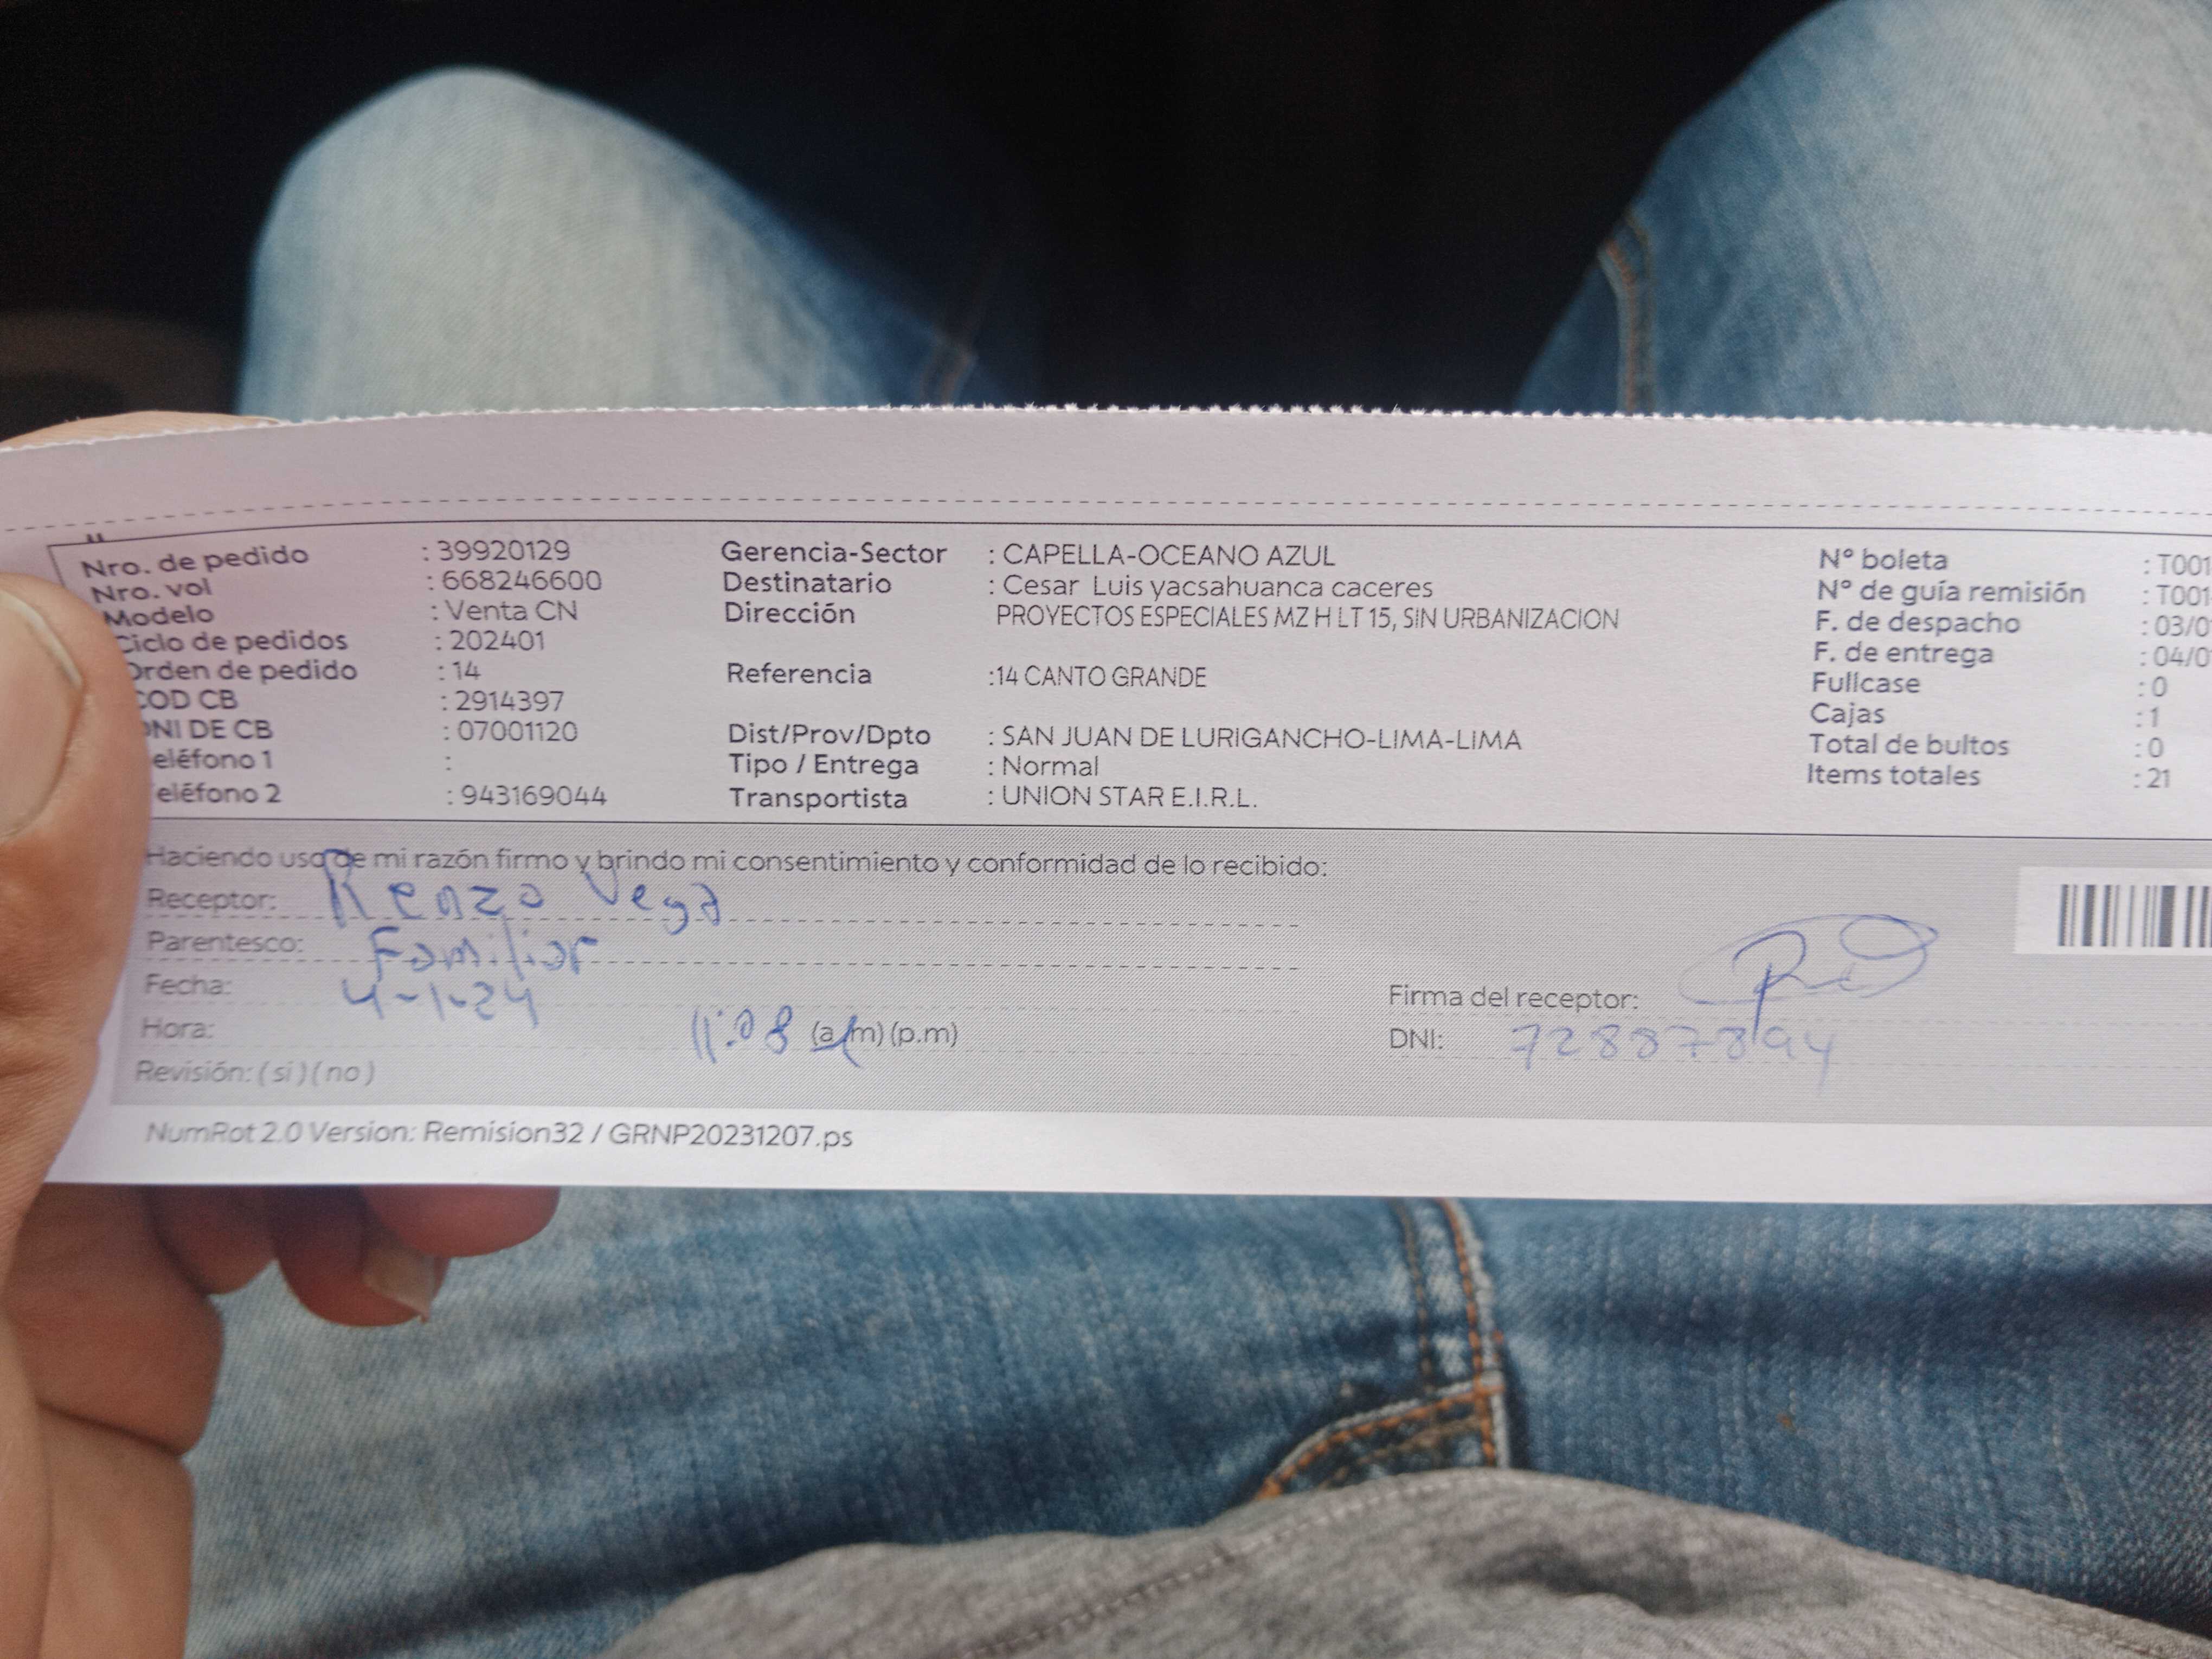 Nro. de pedido : 39920129 Gerencia-Sector : CAPELLA-OCEANO AZUL N° boleta : T001
Nro. vol : 668246600 Destinatario : Cesar Luis yacsahuanca caceres N° de guía remisión : T001
Modelo : Venta CN Dirección PROYECTOS ESPECIALES MZ H LT 15, SIN URBANIZACION F. de despacho : 03/0
Ciclo de pedidos : 202401 F. de entrega : 04/0
Orden de pedido : 14 Referencia :14 CANTO GRANDE Fullcase : 0
COD CB : 2914397 Cajas : 1
DNI DE CB : 07001120 Dist/Prov/Dpto : SAN JUAN DE LURIGANCHO-LIMA-LIMA Total de bultos : 0
eléfono 1 : Tipo / Entrega : Normal Items totales : 21
eléfono 2 : 943169044 Transportista : UNION STAR E.I.R.L.
Haciendo uso de mi razón firmo y brindo mi consentimiento y conformidad de lo recibido:
Receptor: Renzo Vega
Parentesco: Familiar
Fecha: 4-1-24 Firma del receptor:
Hora: 11:08 (a.m) (p.m) DNI:
Revisión: ( si ) ( no )
NumRot 2.0 Version: Remision32 / GRNP20231207.ps